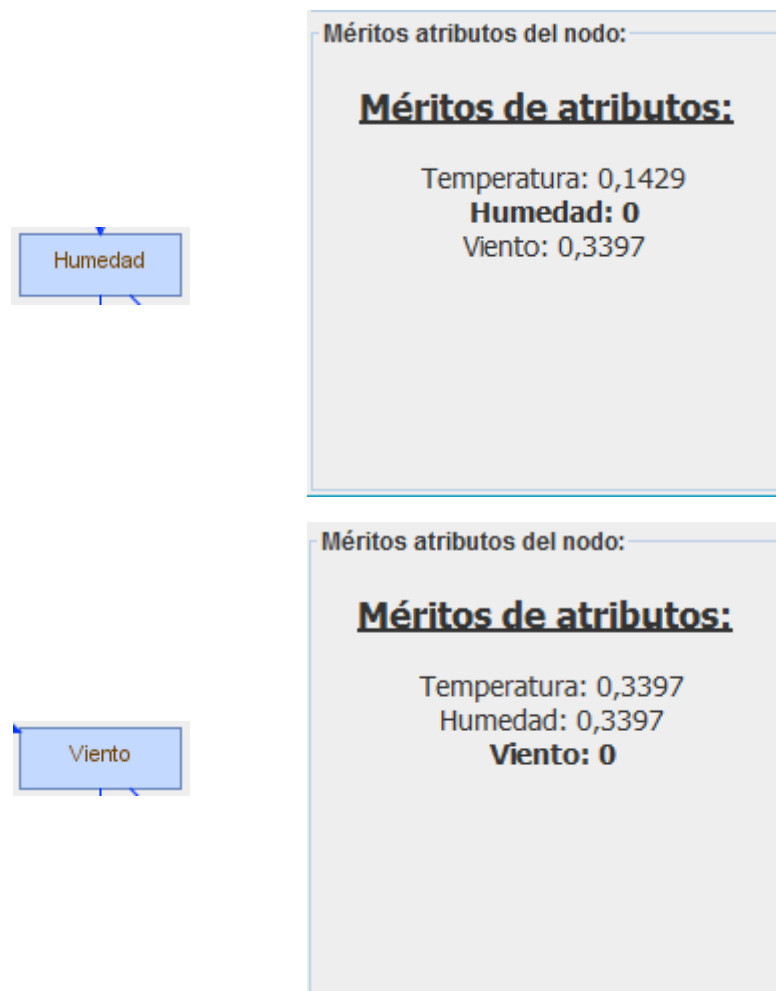 Méritos atributos del nodo:
Méritos de atributos:
Temperatura: 0,1429
Humedad: 0
Viento: 0,3397
Humedad
Méritos atributos del nodo:
Méritos de atributos:
Temperatura: 0,3397
Humedad: 0,3397
Viento: 0
Viento